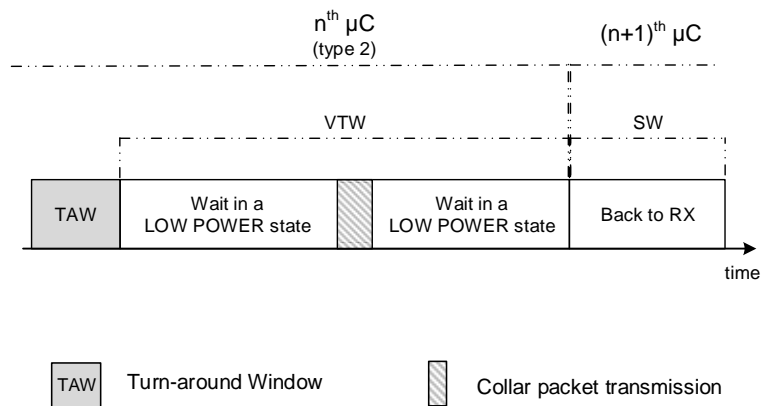 nth µC
(type 2)
(n+1)th µC
VTW
SW
TAW
Wait in a
LOW POWER state
Wait in a
LOW POWER state
Back to RX
time
TAW
Turn-around Window
Collar packet transmission